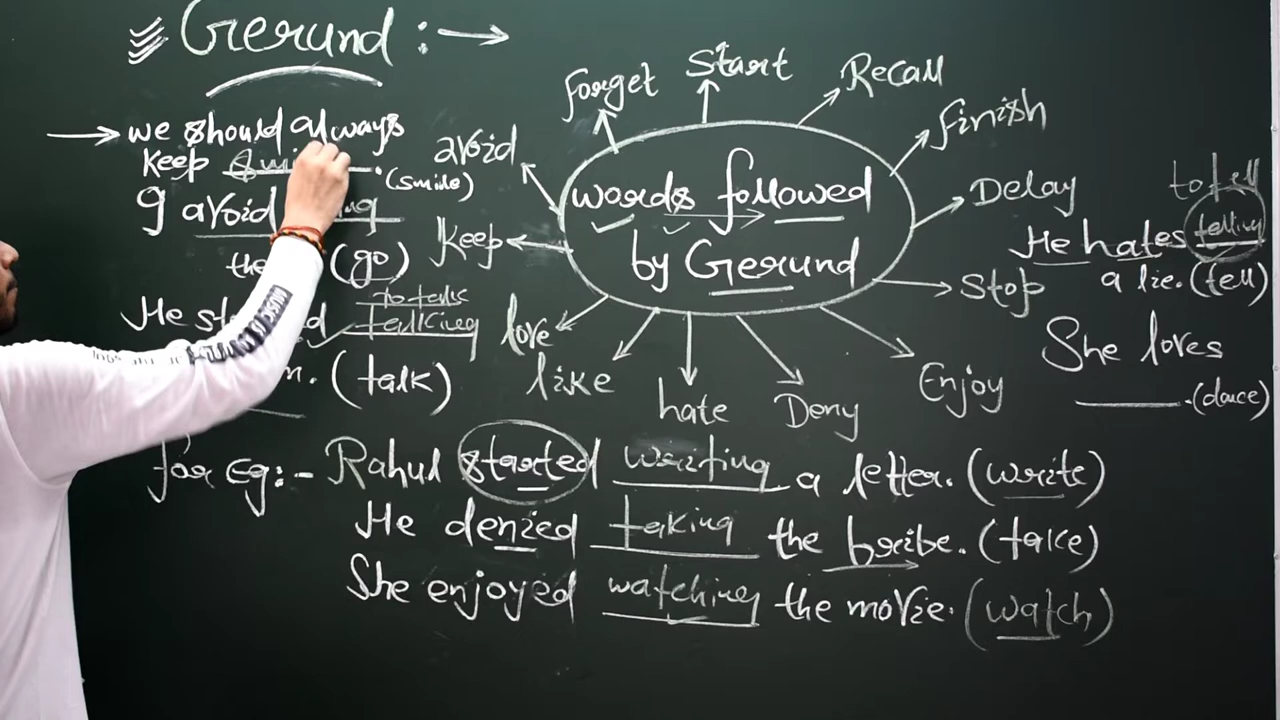 Gerund :→
→ we should always
keep ________. (smile)
I avoid
(go)
He
to talk
talking
(talk)
words followed
by Gerund
avoid
Forget
Start
Recall
Finish
Delay
Stop
Enjoy
Deny
hate
like
love
Keep
to tell
He hates telling
a lie. (tell)
She loves
________. (dance)
for Eg:- Rahul started writing a letter. (write)
He denied taking the bribe. (take)
She enjoyed watching the movie. (watch)